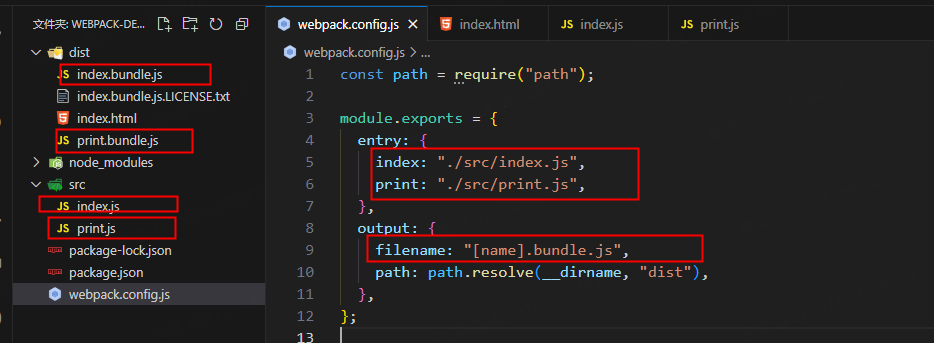 文件夹: WEBPACK-DE...
dist
JS index.bundle.js
index.bundle.js.LICENSE.txt
index.html
JS print.bundle.js
node_modules
src
JS index.js
JS print.js
package-lock.json
package.json
webpack.config.js
webpack.config.js
index.html
JS index.js
JS print.js
webpack.config.js > ...
1 const path = require("path");
2
3 module.exports = {
4 entry: {
5 index: "./src/index.js",
6 print: "./src/print.js",
7 },
8 output: {
9 filename: "[name].bundle.js",
10 path: path.resolve(__dirname, "dist"),
11 },
12 };
13